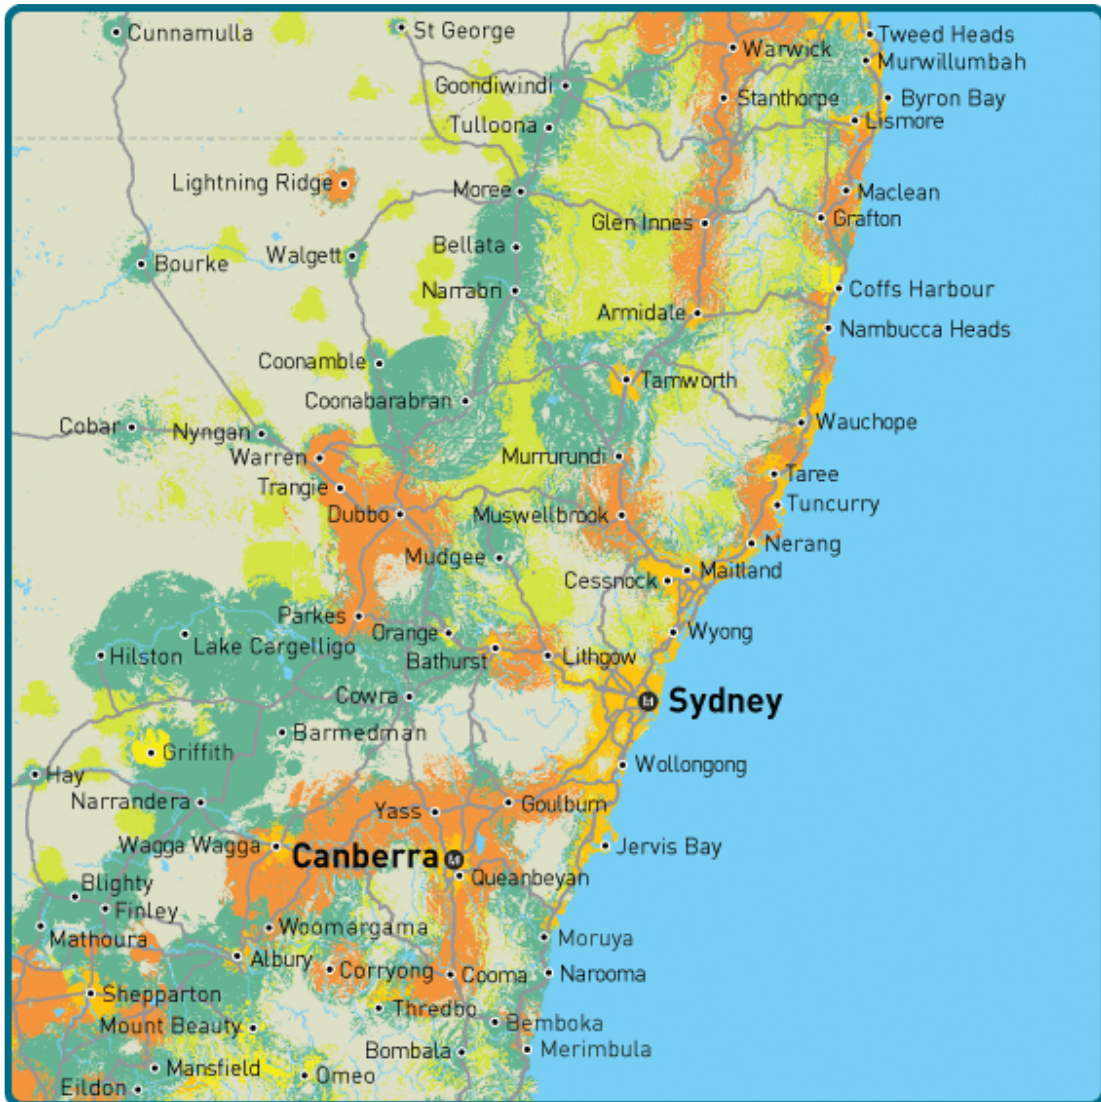 Cunnamulla
St George
Tweed Heads
Warwick
Murwillumbah
Goondiwindi
Stanthorpe
Byron Bay
Tulloona
Lismore
Lightning Ridge
Moree
Maclean
Glen Innes
Grafton
Bellata
Walgett
Bourke
Narrabri
Coffs Harbour
Armidale
Nambucca Heads
Coonamble
Tamworth
Coonabarabran
Cobar
Nyngan
Wauchope
Warren
Murrurundi
Taree
Trangie
Tuncurry
Dubbo
Muswellbrook
Nerang
Mudgee
Maitland
Cessnock
Parkes
Orange
Wyong
Lake Cargelligo
Hilston
Bathurst
Lithgow
Cowra
Sydney
Barmedman
Griffith
Wollongong
Hay
Narrandera
Yass
Goulburn
Wagga Wagga
Jervis Bay
Canberra
Queanbeyan
Blighty
Finley
Woomargama
Mathoura
Moruya
Albury
Corryong
Cooma
Narooma
Shepparton
Thredbo
Mount Beauty
Bemboka
Bombala
Merimbula
Mansfield
Omeo
Eildon